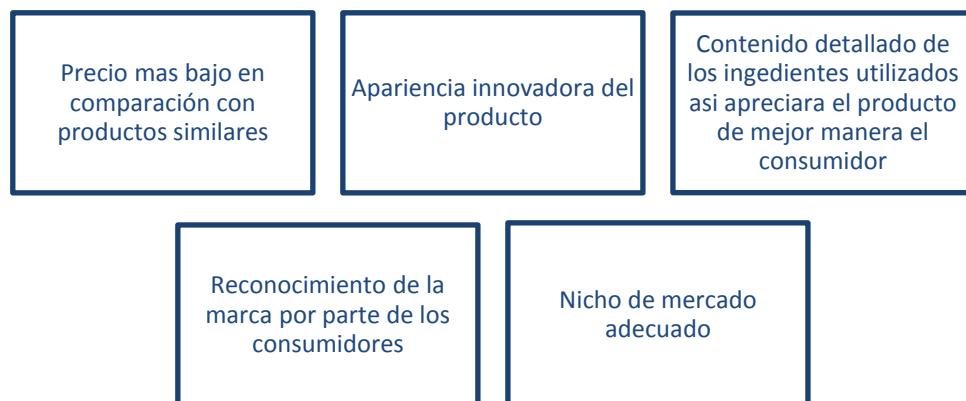 Precio mas bajo en
comparación con
productos similares
Apariencia innovadora del
producto
Contenido detallado de
los ingedientes utilizados
asi apreciara el producto
de mejor manera el
consumidor
Reconocimiento de la
marca por parte de los
consumidores
Nicho de mercado
adecuado